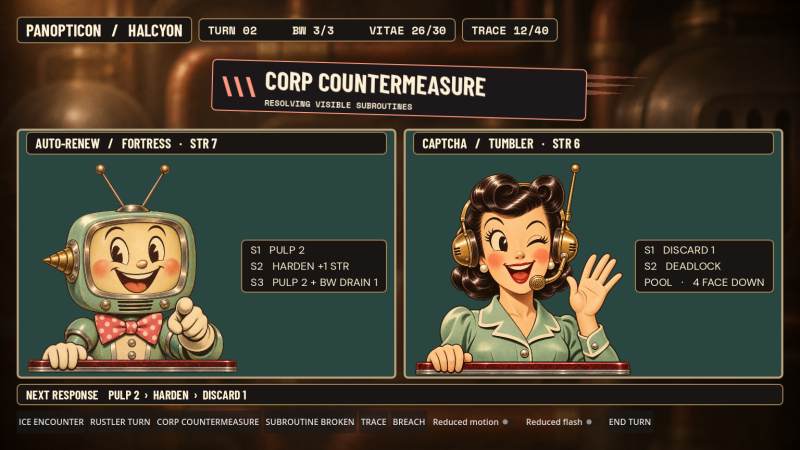 PANOPTICON / HALCYON
TURN 02 BW 3/3 VITAE 26/30
TRACE 12/40
CORP COUNTERMEASURE
RESOLVING VISIBLE SUBROUTINES
AUTO-RENEW / FORTRESS · STR 7
S1 PULP 2
S2 HARDEN +1 STR
S3 PULP 2 + BW DRAIN 1
CAPTCHA / TUMBLER · STR 6
S1 DISCARD 1
S2 DEADLOCK
POOL · 4 FACE DOWN
NEXT RESPONSE PULP 2 › HARDEN › DISCARD 1
ICE ENCOUNTER RUSTLER TURN CORP COUNTERMEASURE SUBROUTINE BROKEN TRACE BREACH Reduced motion Reduced flash END TURN